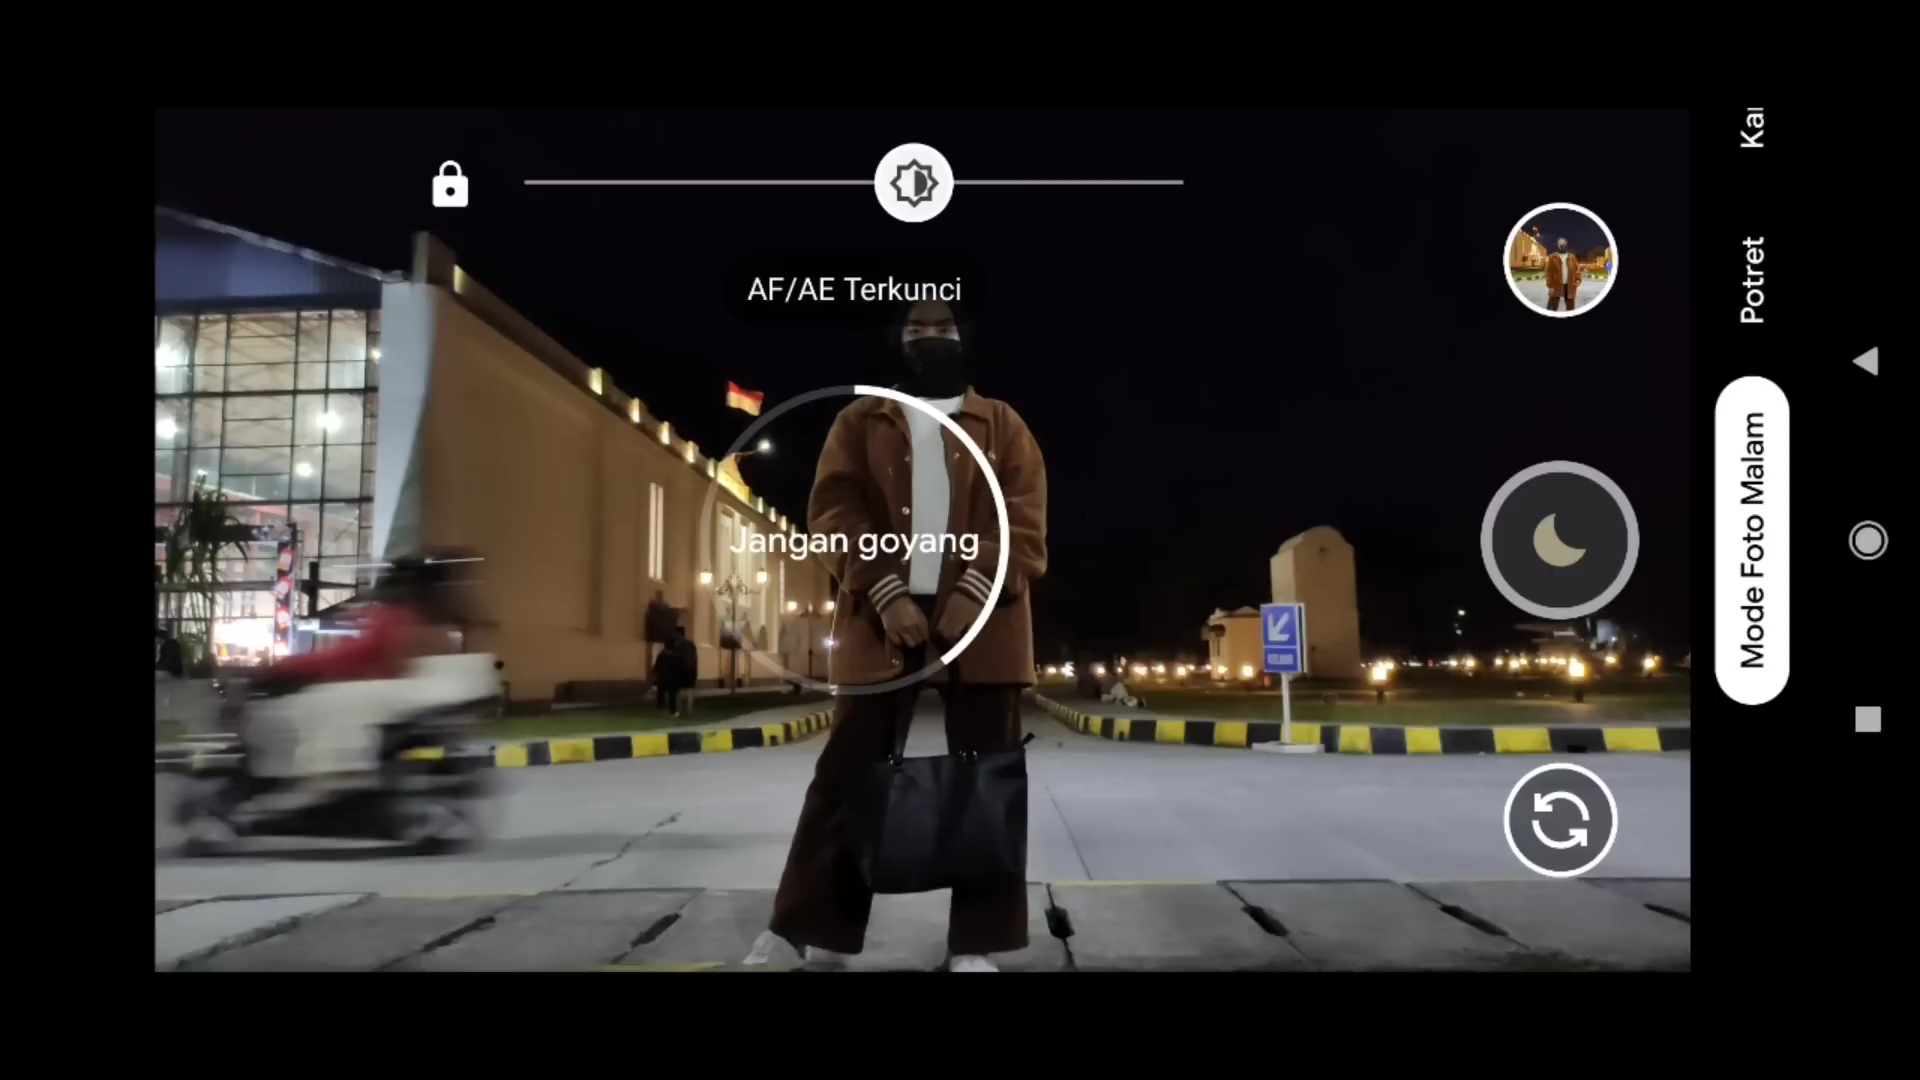 AF/AE Terkunci
Jangan goyang
Kai
Potret
Mode Foto Malam